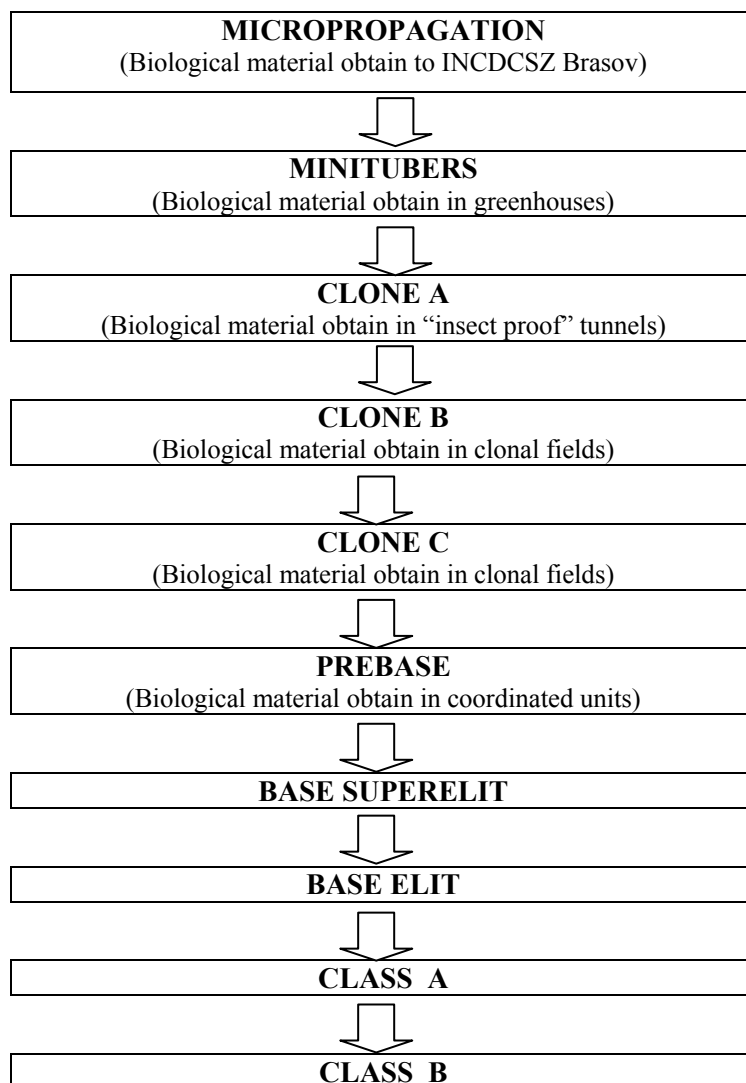 MICROPROPAGATION
(Biological material obtain to INCDCSZ Brasov)
MINITUBERS
(Biological material obtain in greenhouses)
CLONE A
(Biological material obtain in “insect proof” tunnels)
CLONE B
(Biological material obtain in clonal fields)
CLONE C
(Biological material obtain in clonal fields)
PREBASE
(Biological material obtain in coordinated units)
BASE SUPERELIT
BASE ELIT
CLASS A
CLASS B